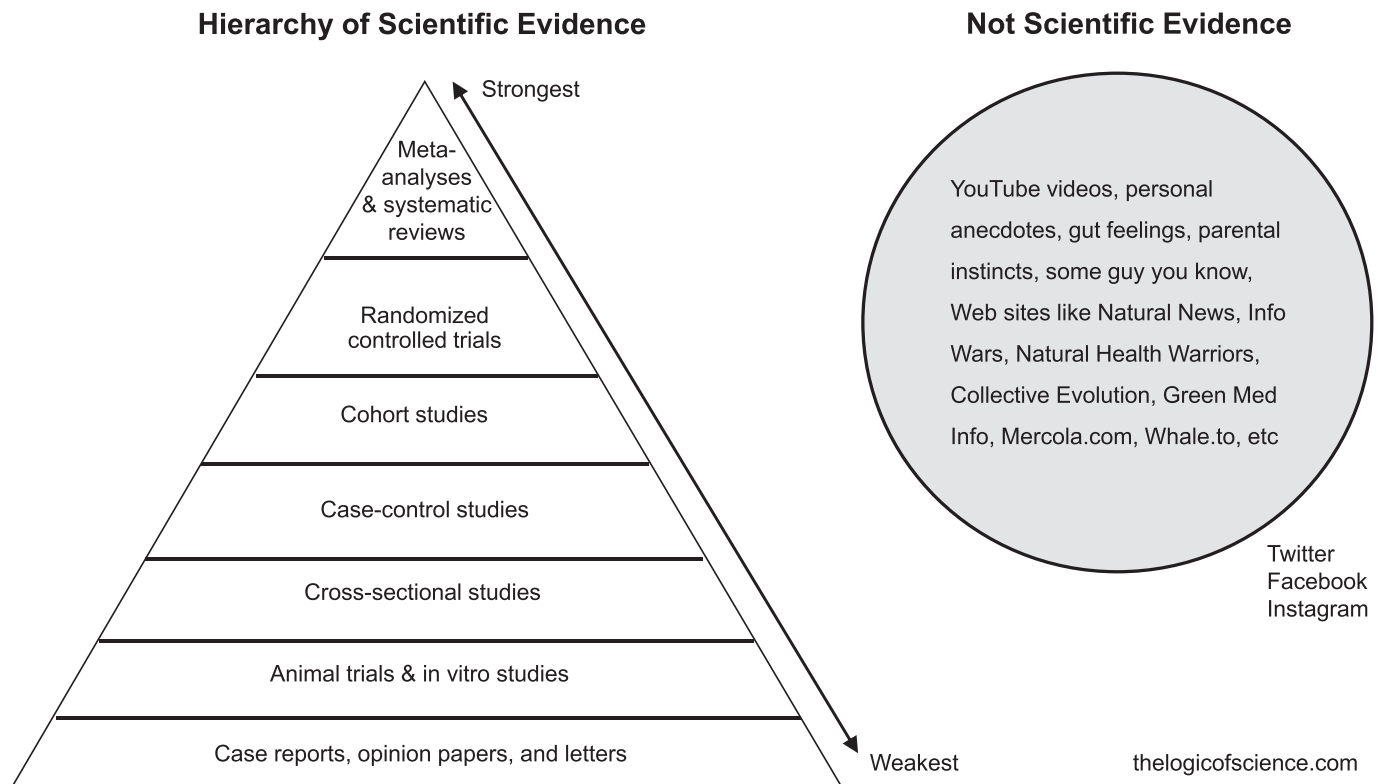 Hierarchy of Scientific Evidence
Strongest
Meta-
analyses
& systematic
reviews
Randomized
controlled trials
Cohort studies
Case-control studies
Cross-sectional studies
Animal trials & in vitro studies
Case reports, opinion papers, and letters
Weakest
Not Scientific Evidence
YouTube videos, personal
anecdotes, gut feelings, parental
instincts, some guy you know,
Web sites like Natural News, Info
Wars, Natural Health Warriors,
Collective Evolution, Green Med
Info, Mercola.com, Whale.to, etc
Twitter
Facebook
Instagram
thelogicofscience.com